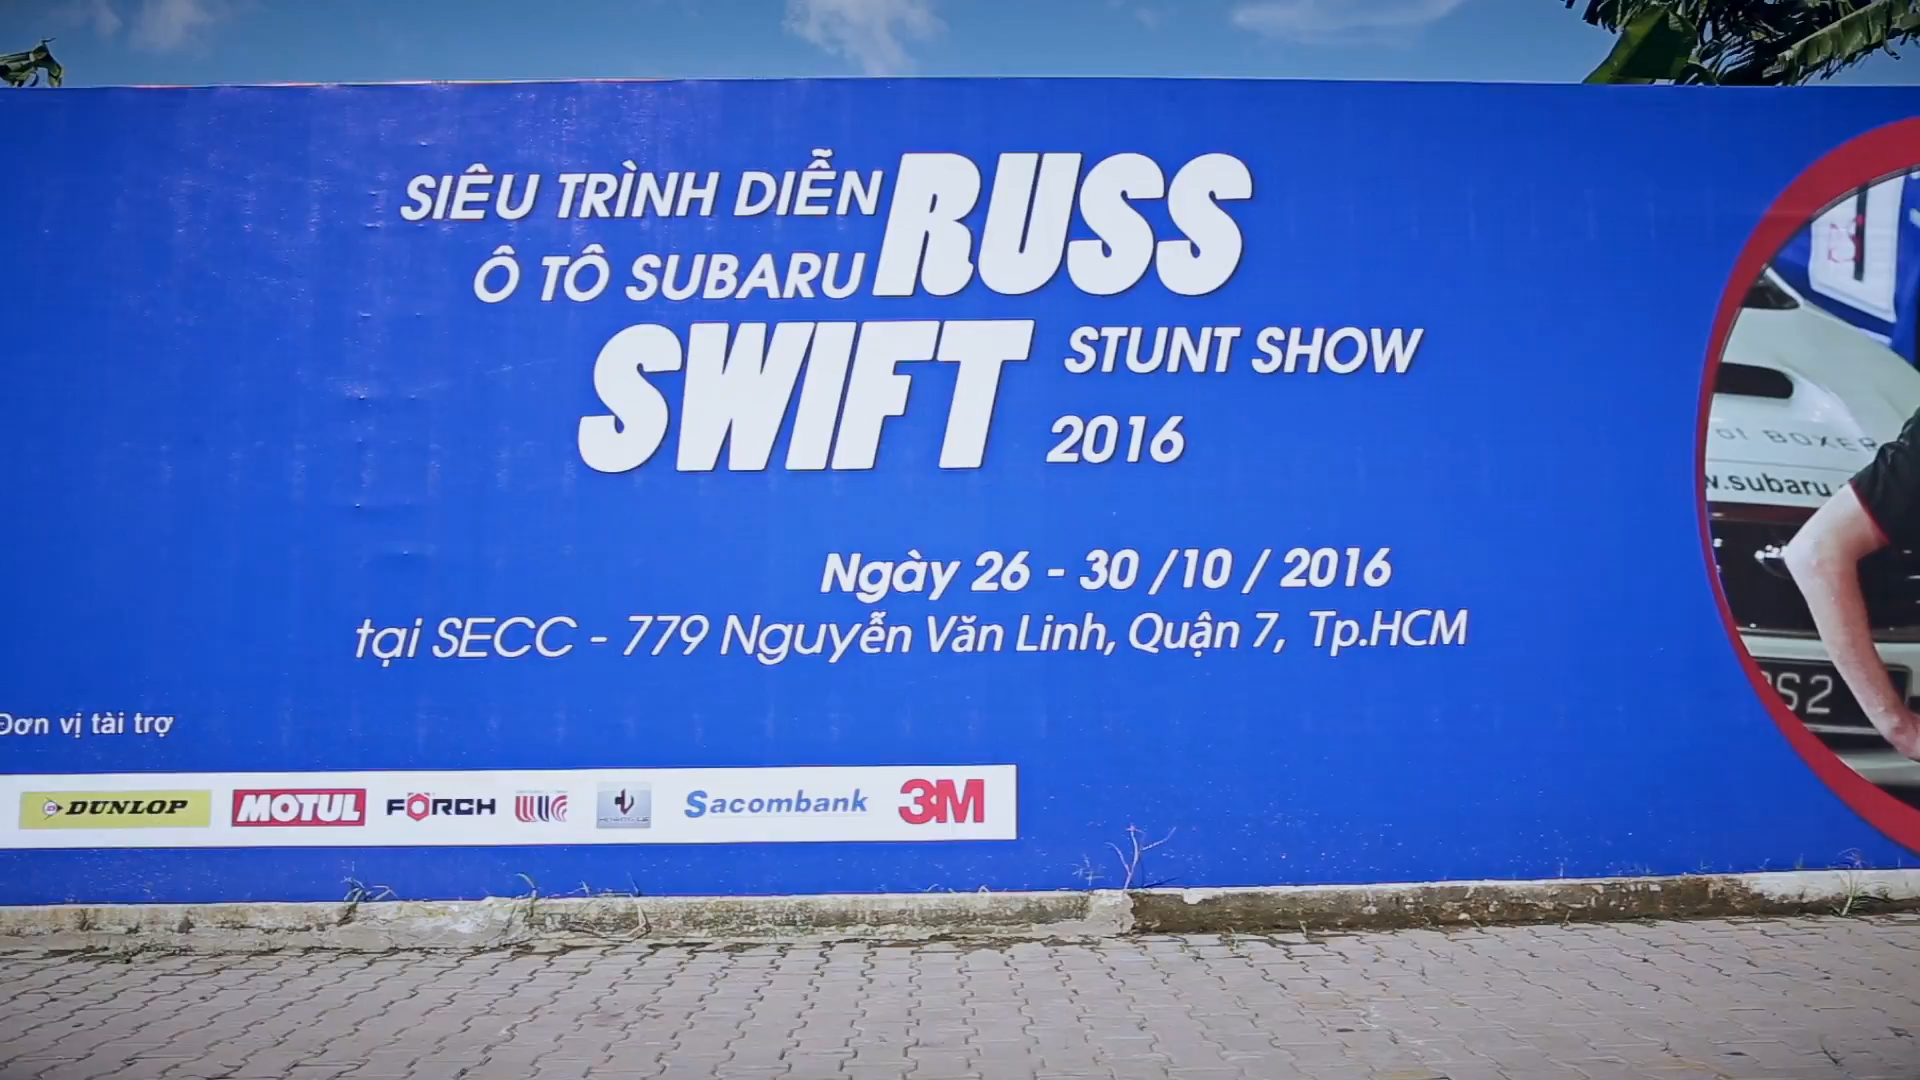 SIÊU TRÌNH DIỄN
Ô TÔ SUBARU
RUSS
SWIFT
STUNT SHOW
2016
Ngày 26 - 30 /10 / 2016
tại SECC - 779 Nguyễn Văn Linh, Quận 7, Tp.HCM
Đơn vị tài trợ
DUNLOP MOTUL FÖRCH Sacombank 3M
BOXER
w.subaru.
S2